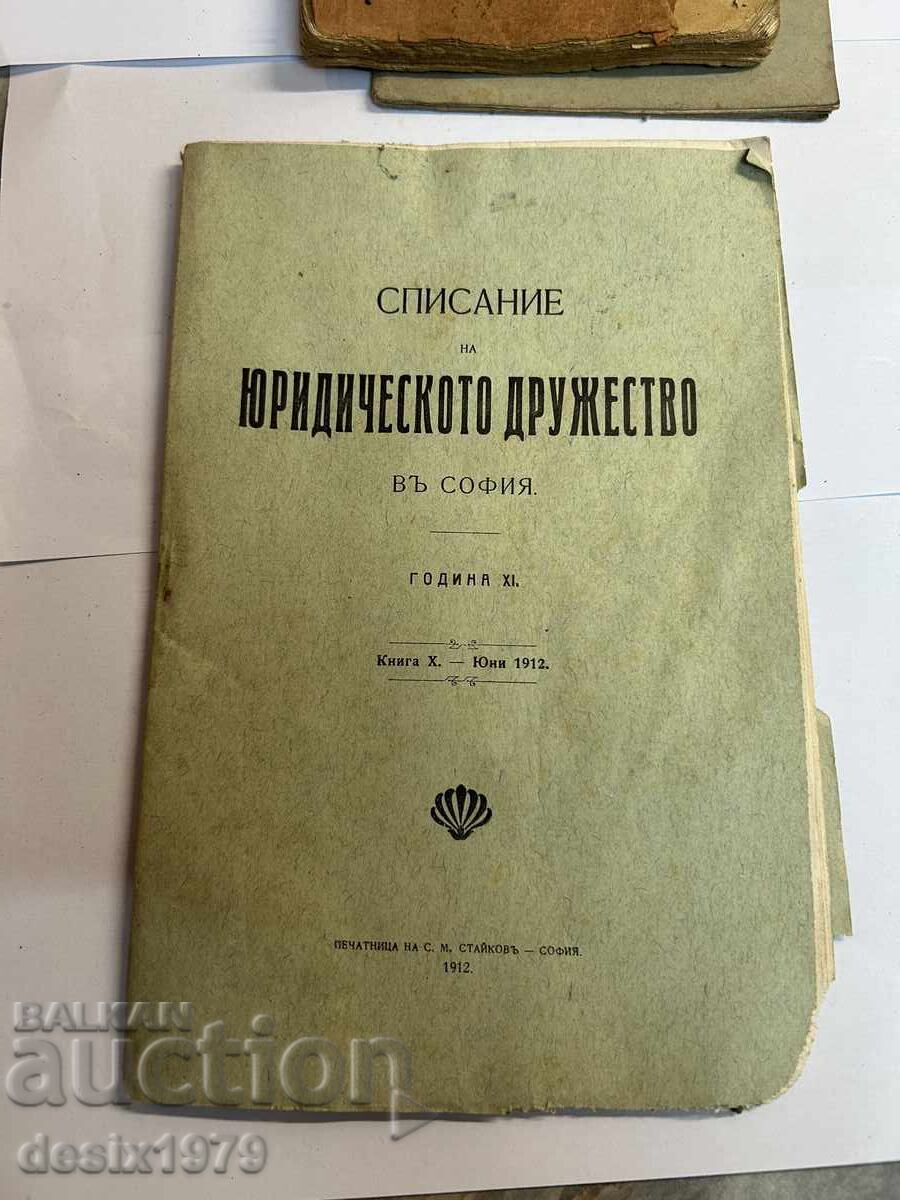 СПИСАНИЕ
НА
ЮРИДИЧЕСКОТО ДРУЖЕСТВО
ВЪ СОФИЯ.
ГОДИНА XI.
Книга X. — Юни 1912.
ПЕЧАТНИЦА НА С. М. СТАЙКОВЪ — СОФИЯ.
1912.
BALKAN
auction
desix1979